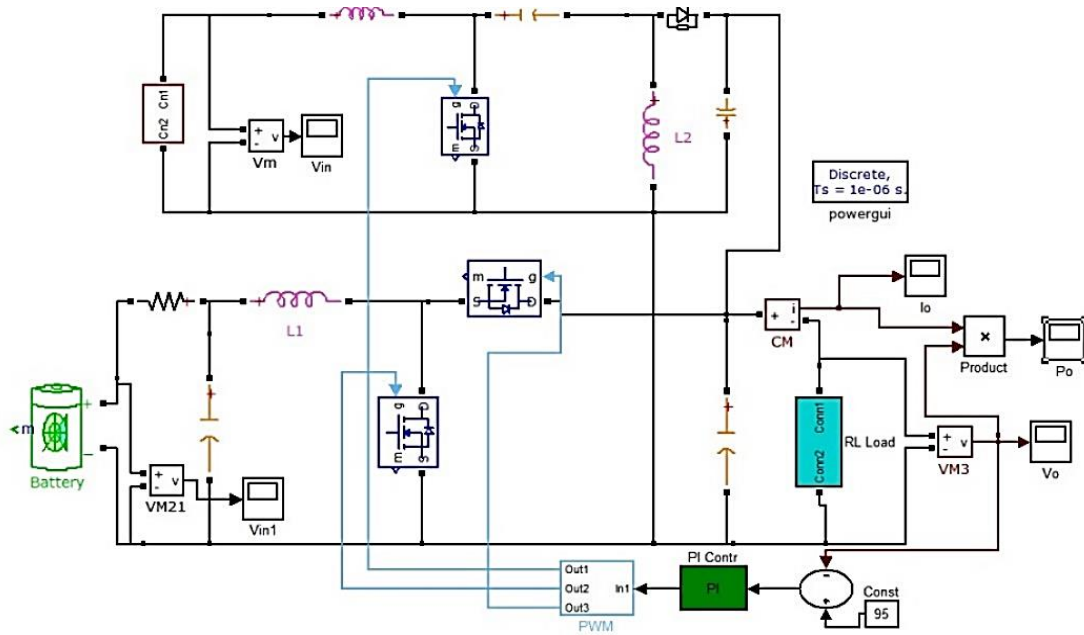 Cn1
Cn2
+
-
v
Vm
Vin
g
m
D
S
L2
Discrete,
Ts = 1e-06 s.
powergui
m
g
S
D
L1
+
i
-
CM
Io
×
Product
Po
<m
+
−
Battery
+
-
v
VM21
Vin1
g
m
D
S
Conn1
Conn2
RL Load
+
-
v
VM3
Vo
Out1
Out2
Out3
In1
PWM
PI Contr
PI
−
+
Const
95